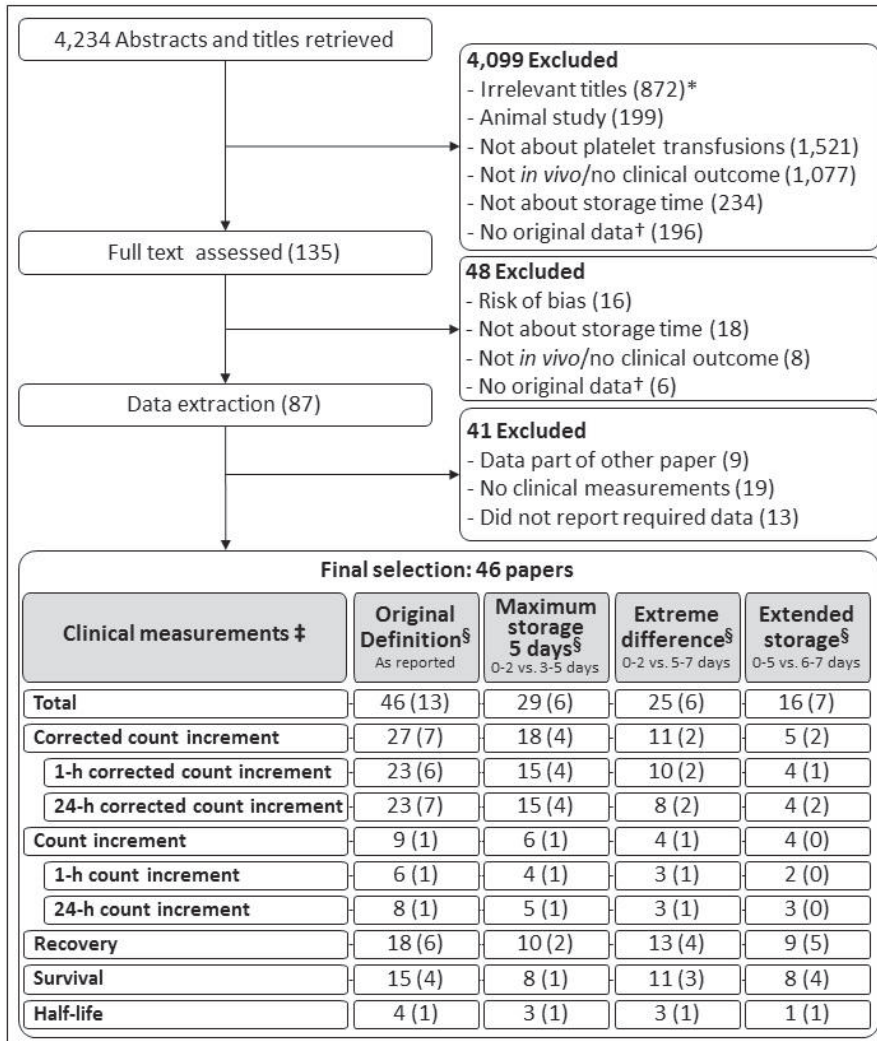 4,234 Abstracts and titles retrieved
4,099 Excluded
- Irrelevant titles (872)*
- Animal study (199)
- Not about platelet transfusions (1,521)
- Not in vivo/no clinical outcome (1,077)
- Not about storage time (234)
- No original data† (196)
Full text assessed (135)
48 Excluded
- Risk of bias (16)
- Not about storage time (18)
- Not in vivo/no clinical outcome (8)
- No original data† (6)
Data extraction (87)
41 Excluded
- Data part of other paper (9)
- No clinical measurements (19)
- Did not report required data (13)
Final selection: 46 papers
Clinical measurements ‡
Original
Definition§
As reported
Maximum
storage
5 days§
0-2 vs. 3-5 days
Extreme
difference§
0-2 vs. 5-7 days
Extended
storage§
0-5 vs. 6-7 days
Total 46 (13) 29 (6) 25 (6) 16 (7)
Corrected count increment 27 (7) 18 (4) 11 (2) 5 (2)
1-h corrected count increment 23 (6) 15 (4) 10 (2) 4 (1)
24-h corrected count increment 23 (7) 15 (4) 8 (2) 4 (2)
Count increment 9 (1) 6 (1) 4 (1) 4 (0)
1-h count increment 6 (1) 4 (1) 3 (1) 2 (0)
24-h count increment 8 (1) 5 (1) 3 (1) 3 (0)
Recovery 18 (6) 10 (2) 13 (4) 9 (5)
Survival 15 (4) 8 (1) 11 (3) 8 (4)
Half-life 4 (1) 3 (1) 3 (1) 1 (1)